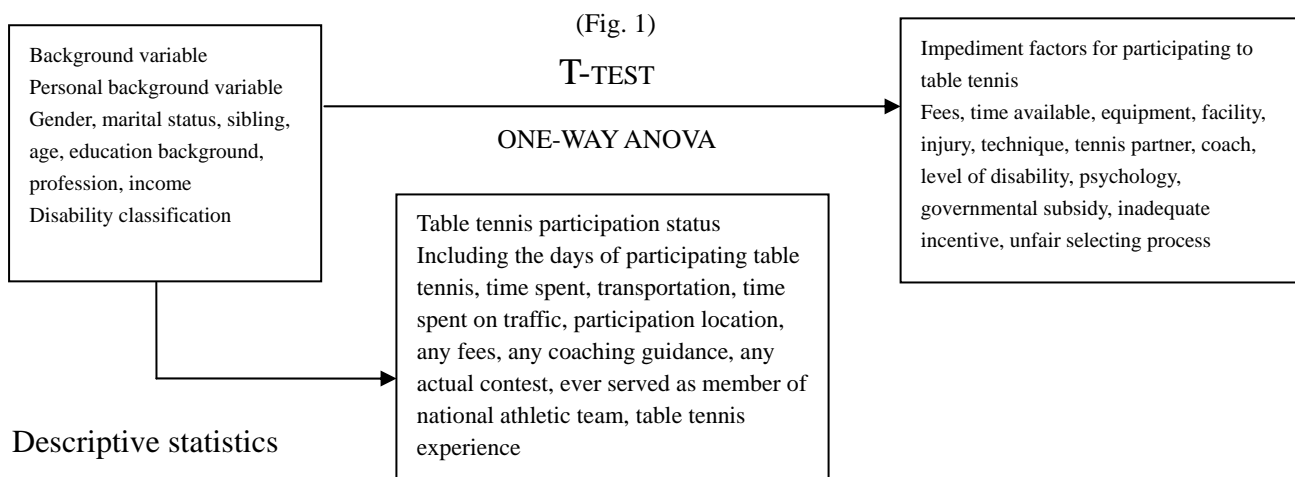 (Fig. 1)
Background variable
Personal background variable
Gender, marital status, sibling,
age, education background,
profession, income
Disability classification
T-TEST
ONE-WAY ANOVA
Impediment factors for participating to
table tennis
Fees, time available, equipment, facility,
injury, technique, tennis partner, coach,
level of disability, psychology,
governmental subsidy, inadequate
incentive, unfair selecting process
Table tennis participation status
Including the days of participating table
tennis, time spent, transportation, time
spent on traffic, participation location,
any fees, any coaching guidance, any
actual contest, ever served as member of
national athletic team, table tennis
experience
Descriptive statistics